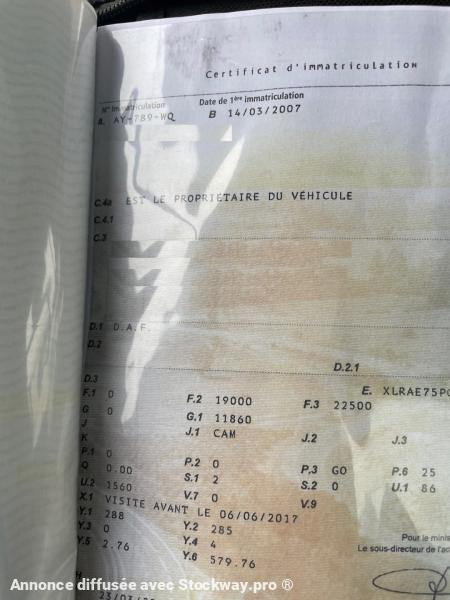 Certificat d'immatriculation
N° Immatriculation Date de 1ère immatriculation
A. AY-789-WQ B 14/03/2007
C.4a EST LE PROPRIÉTAIRE DU VÉHICULE
C.4.1
C.3
D.1 D.A.F.
D.2
D.2.1
D.3 E. XLRAE75P
F.1 0 F.2 19000 F.3 22500
G 0 G.1 11860
J J.1 CAM J.2 J.3
K
P.1 0 P.2 0 P.3 GO P.6 25
Q 0.00 S.1 2 S.2 0 U.1 86
U.2 1560 V.7 0 V.9
X.1 VISITE AVANT LE 06/06/2017
Y.1 288 Y.2 285
Y.3 0 Y.4 4
Y.5 2.76 Y.6 579.76
Pour le minis
Le sous-directeur de l'ac
H
Annonce diffusée avec Stockway.pro ®